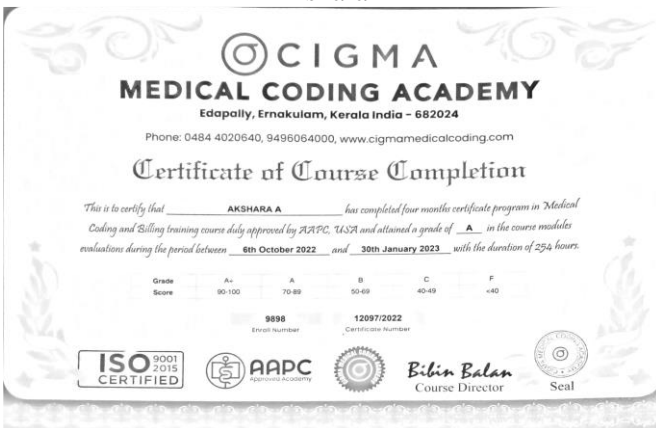 CIGMA
MEDICAL CODING ACADEMY
Edapally, Ernakulam, Kerala India - 682024
Phone: 0484 4020640, 9496064000, www.cigmamedicalcoding.com
Certificate of Course Completion
This is to certify that AKSHARA A has completed four months certificate program in Medical
Coding and Billing training course duly approved by AAPC, USA and attained a grade of A in the course modules
evaluations during the period between 6th October 2022 and 30th January 2023 with the duration of 254 hours.
Grade A+ A B C F
Score 90-100 70-89 50-69 40-49 <40
9898 12097/2022
Enroll Number Certificate Number
ISO 9001 2015
CERTIFIED
AAPC
Approved Academy
Bibin Balan
Course Director
Seal